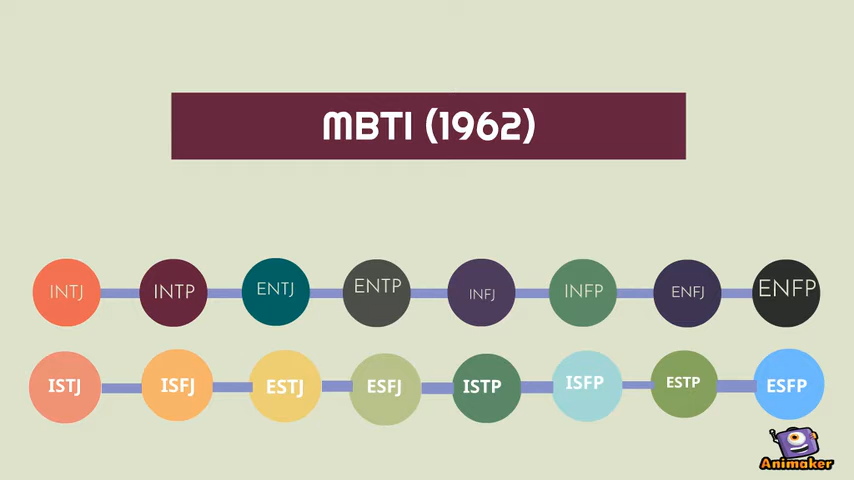 MBTI (1962)
INTJ INTP ENTJ ENTP INFJ INFP ENFJ ENFP
ISTJ ISFJ ESTJ ESFJ ISTP ISFP ESTP ESFP
Animaker